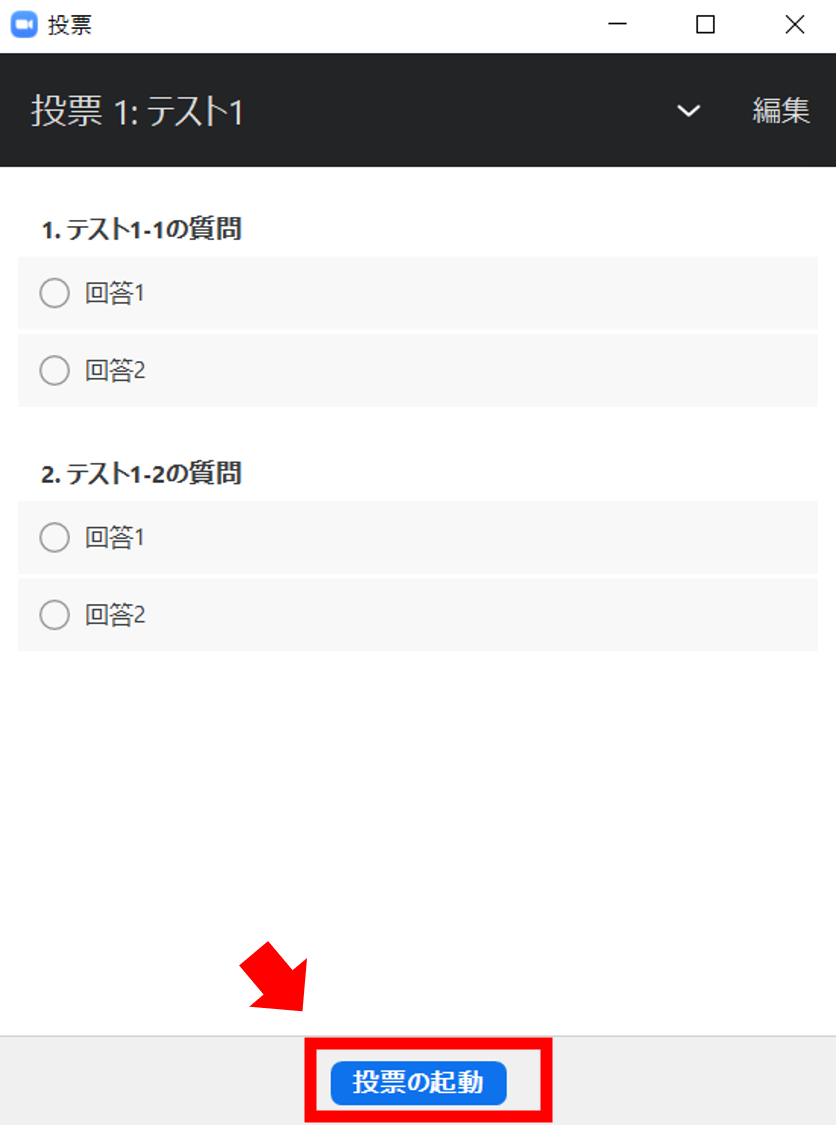 投票
投票 1: テスト1
編集
1. テスト1-1の質問
回答1
回答2
2. テスト1-2の質問
回答1
回答2
投票の起動